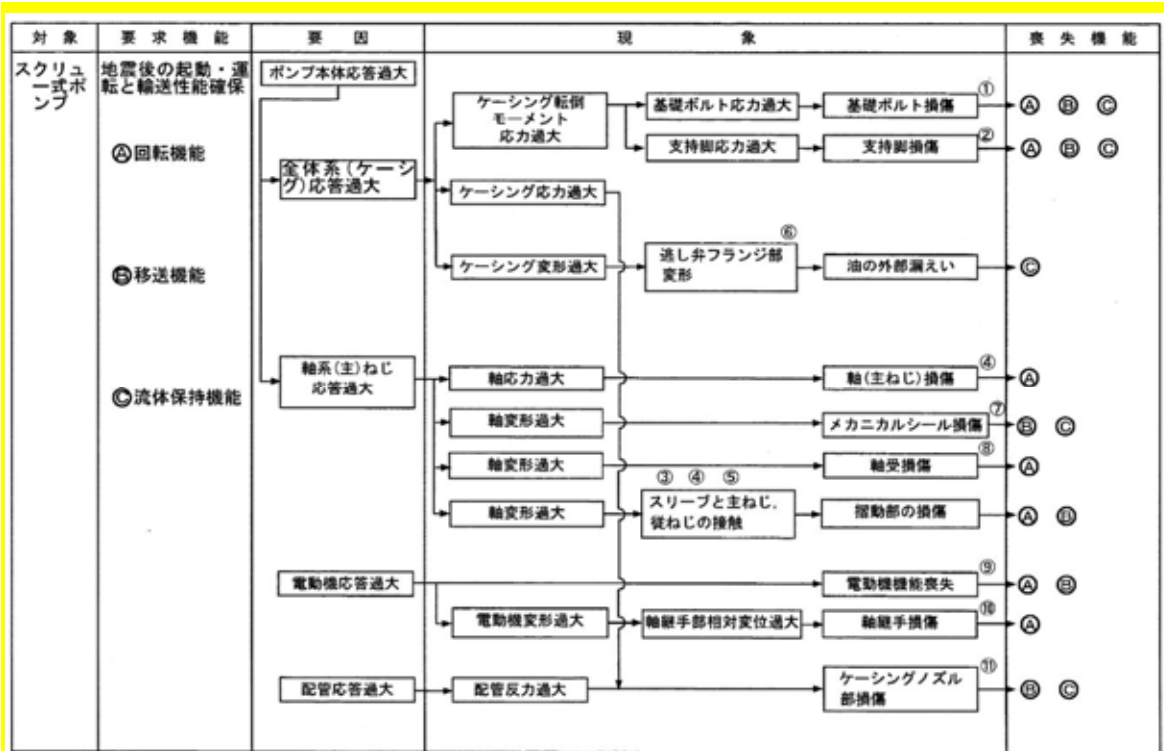 対象 要求機能 要因 現象 喪失機能
スクリュ
ー式ポ
ンプ
地震後の起動・運
転と輸送性能確保
Ⓐ回転機能
Ⓑ移送機能
Ⓒ流体保持機能
ポンプ本体応答過大
全体系(ケーシン
グ)応答過大
ケーシング転倒
モーメント
応力過大
基礎ボルト応力過大
①
基礎ボルト損傷
Ⓐ Ⓑ Ⓒ
支持脚応力過大
②
支持脚損傷
Ⓐ Ⓑ Ⓒ
ケーシング応力過大
ケーシング変形過大
⑥
逃し弁フランジ部
変形
油の外部漏えい
Ⓒ
軸系(主)ねじ
応答過大
軸応力過大
④
軸(主ねじ)損傷
Ⓐ
軸変形過大
⑦
メカニカルシール損傷
Ⓑ Ⓒ
軸変形過大
⑧
軸受損傷
Ⓐ
軸変形過大
③ ④ ⑤
スリーブと主ねじ,
従ねじの接触
摺動部の損傷
Ⓐ Ⓑ
電動機応答過大
⑨
電動機機能喪失
Ⓐ Ⓑ
電動機変形過大
軸継手部相対変位過大
⑩
軸継手損傷
Ⓐ
配管応答過大
配管反力過大
⑪
ケーシングノズル
部損傷
Ⓑ Ⓒ